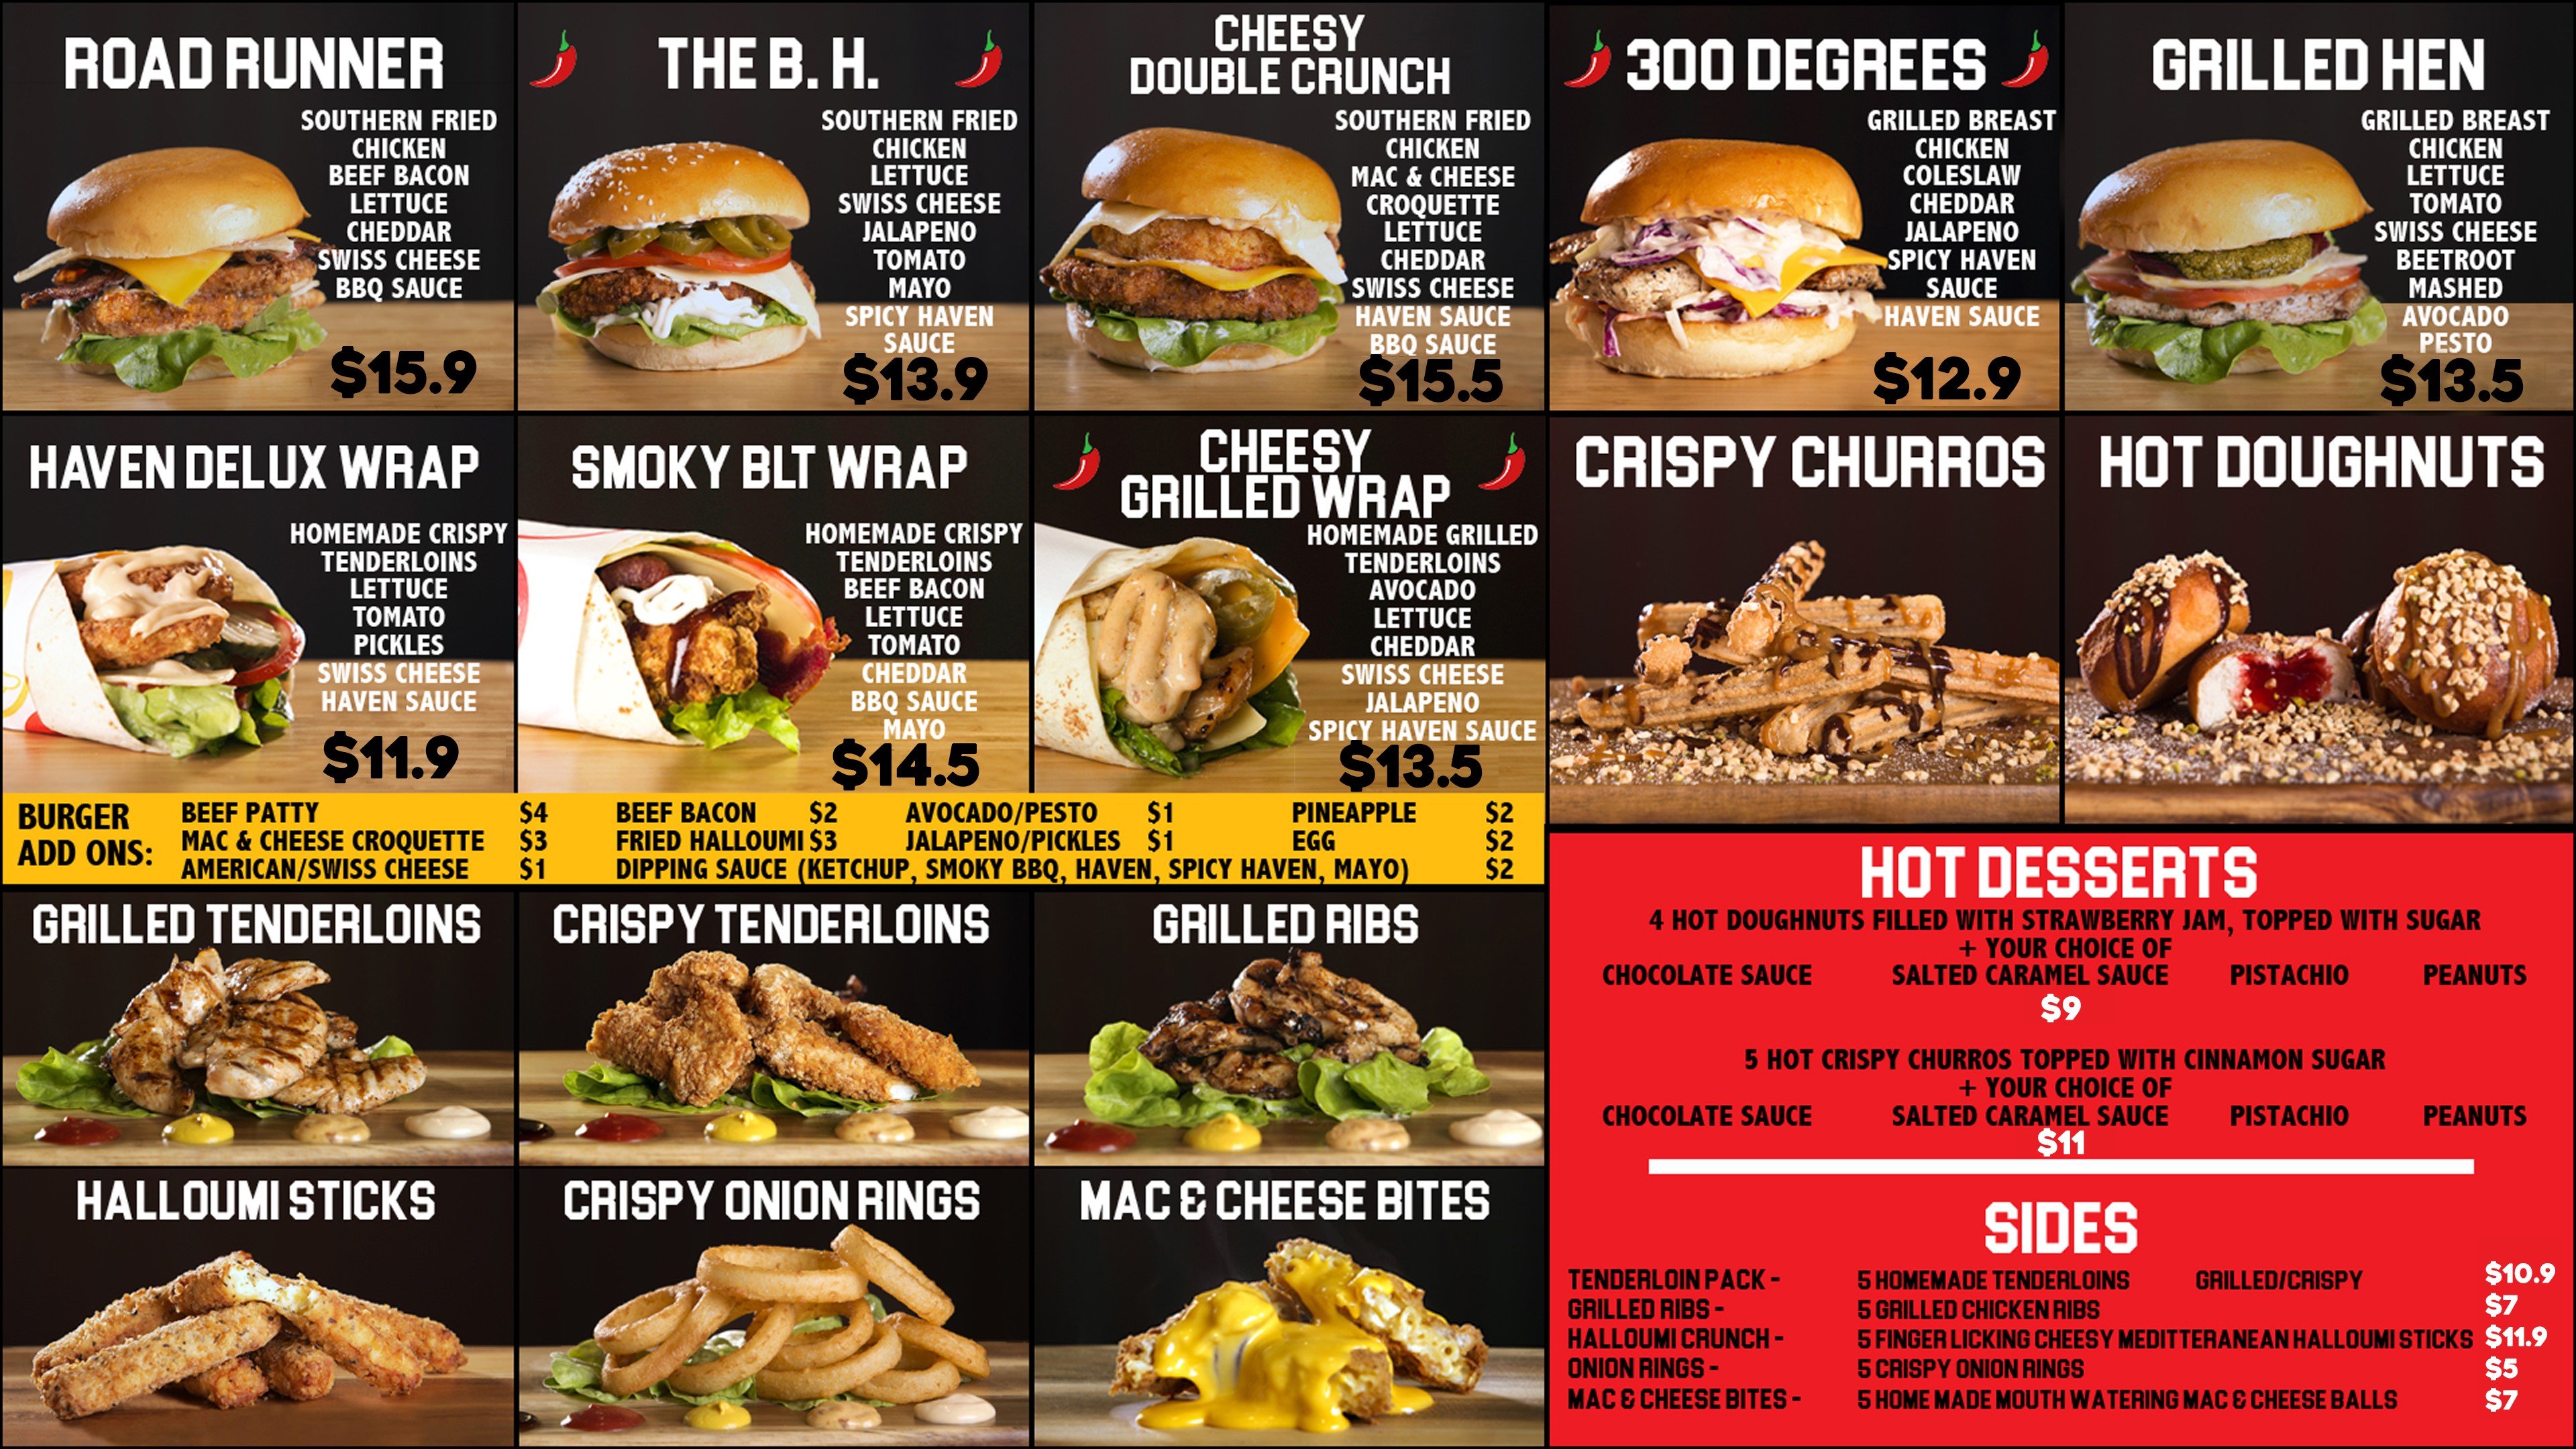 ROAD RUNNER
SOUTHERN FRIED
CHICKEN
BEEF BACON
LETTUCE
CHEDDAR
SWISS CHEESE
BBQ SAUCE
$15.9
THE B. H.
SOUTHERN FRIED
CHICKEN
LETTUCE
SWISS CHEESE
JALAPENO
TOMATO
MAYO
SPICY HAVEN
SAUCE
$13.9
CHEESY
DOUBLE CRUNCH
SOUTHERN FRIED
CHICKEN
MAC & CHEESE
CROQUETTE
LETTUCE
CHEDDAR
SWISS CHEESE
HAVEN SAUCE
BBQ SAUCE
$15.5
300 DEGREES
GRILLED BREAST
CHICKEN
COLESLAW
CHEDDAR
JALAPENO
SPICY HAVEN
SAUCE
HAVEN SAUCE
$12.9
GRILLED HEN
GRILLED BREAST
CHICKEN
LETTUCE
TOMATO
SWISS CHEESE
BEETROOT
MASHED
AVOCADO
PESTO
$13.5
HAVEN DELUX WRAP
HOMEMADE CRISPY
TENDERLOINS
LETTUCE
TOMATO
PICKLES
SWISS CHEESE
HAVEN SAUCE
$11.9
SMOKY BLT WRAP
HOMEMADE CRISPY
TENDERLOINS
BEEF BACON
LETTUCE
TOMATO
CHEDDAR
BBQ SAUCE
MAYO
$14.5
CHEESY
GRILLED WRAP
HOMEMADE GRILLED
TENDERLOINS
AVOCADO
LETTUCE
CHEDDAR
SWISS CHEESE
JALAPENO
SPICY HAVEN SAUCE
$13.5
CRISPY CHURROS
HOT DOUGHNUTS
BURGER
ADD ONS:
BEEF PATTY $4 BEEF BACON $2 AVOCADO/PESTO $1 PINEAPPLE $2
MAC & CHEESE CROQUETTE $3 FRIED HALLOUMI $3 JALAPENO/PICKLES $1 EGG $2
AMERICAN/SWISS CHEESE $1 DIPPING SAUCE (KETCHUP, SMOKY BBQ, HAVEN, SPICY HAVEN, MAYO) $2
GRILLED TENDERLOINS
CRISPY TENDERLOINS
GRILLED RIBS
HALLOUMI STICKS
CRISPY ONION RINGS
MAC & CHEESE BITES
HOT DESSERTS
4 HOT DOUGHNUTS FILLED WITH STRAWBERRY JAM, TOPPED WITH SUGAR
+ YOUR CHOICE OF
CHOCOLATE SAUCE SALTED CARAMEL SAUCE PISTACHIO PEANUTS
$9
5 HOT CRISPY CHURROS TOPPED WITH CINNAMON SUGAR
+ YOUR CHOICE OF
CHOCOLATE SAUCE SALTED CARAMEL SAUCE PISTACHIO PEANUTS
$11
SIDES
TENDERLOIN PACK - 5 HOMEMADE TENDERLOINS GRILLED/CRISPY $10.9
GRILLED RIBS - 5 GRILLED CHICKEN RIBS $7
HALLOUMI CRUNCH - 5 FINGER LICKING CHEESY MEDITTERANEAN HALLOUMI STICKS $11.9
ONION RINGS - 5 CRISPY ONION RINGS $5
MAC & CHEESE BITES - 5 HOME MADE MOUTH WATERING MAC & CHEESE BALLS $7